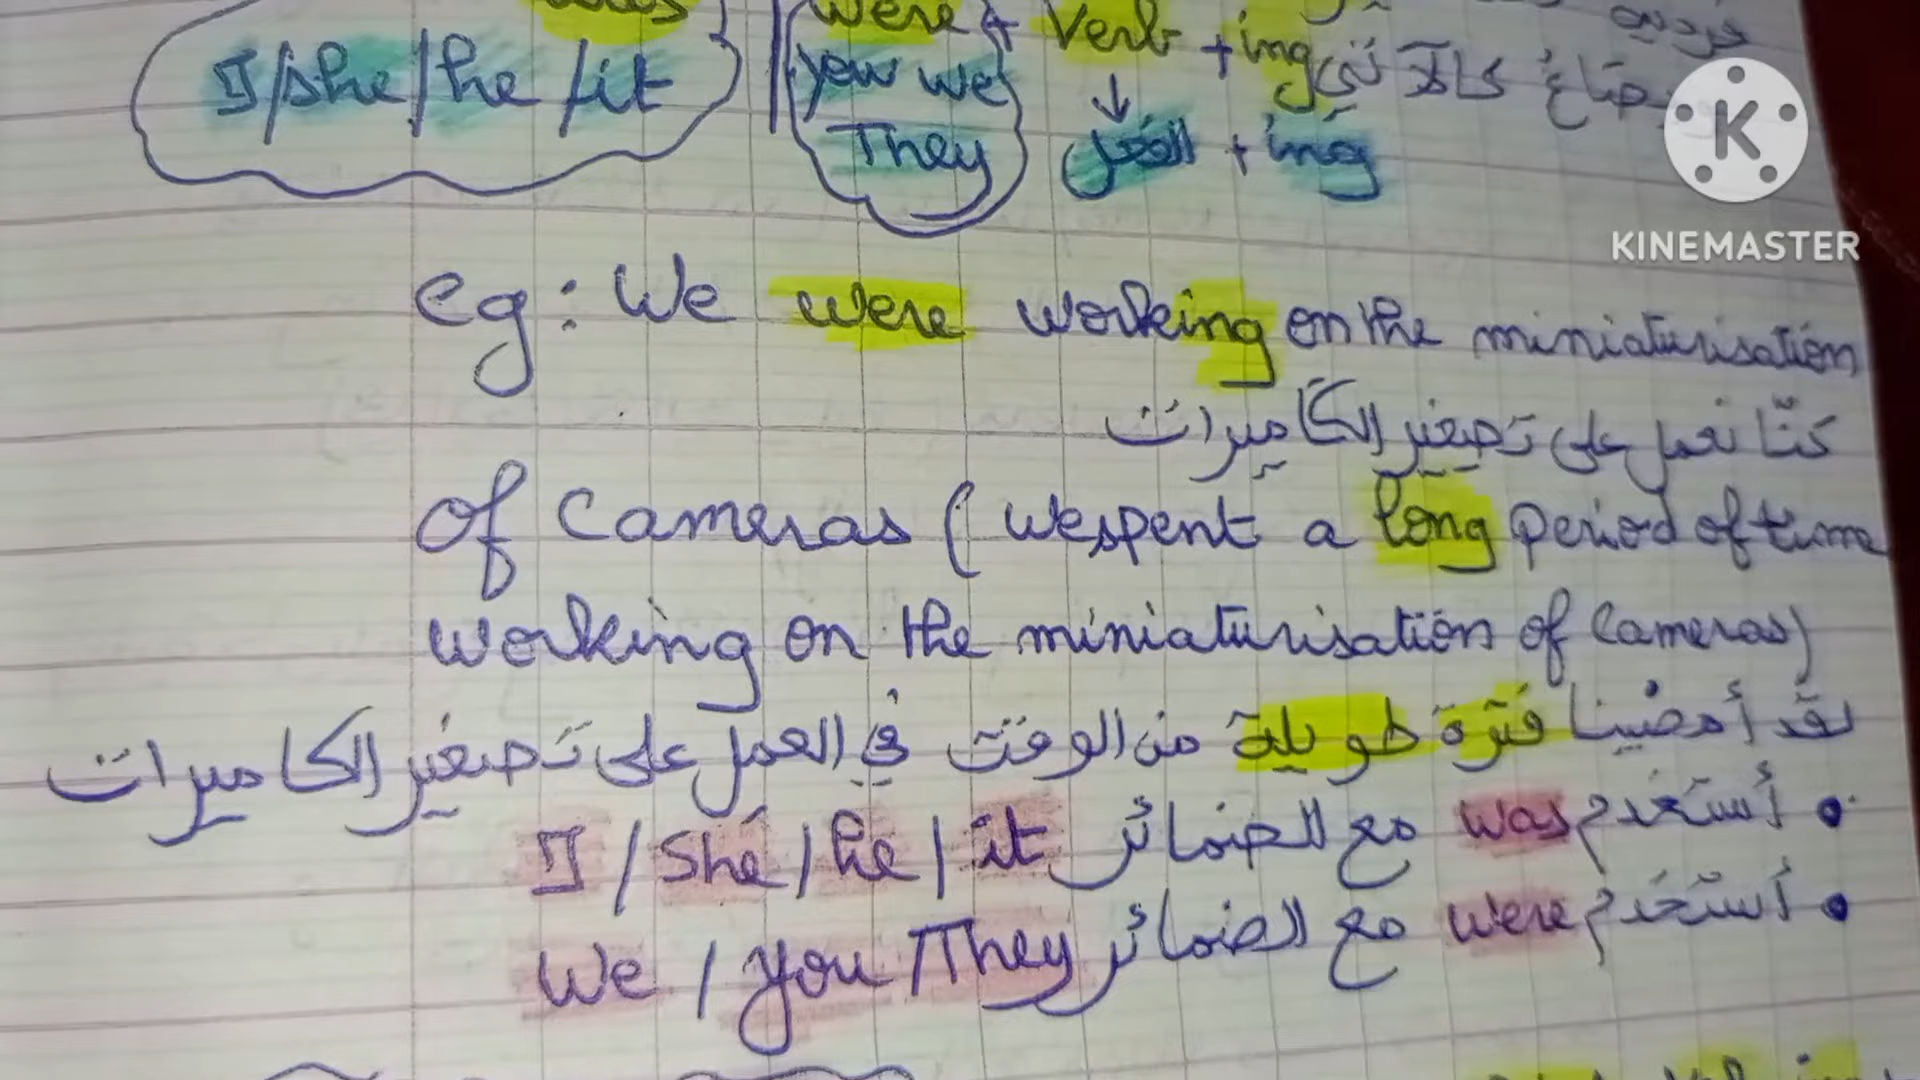 I/she/he/it
were + Verb + ing
you we
They
ويصاغ كالآتي
الفعل + ing
KINEMASTER
eg: We were working on the miniaturisation
كنّا نعمل على تصغير الكاميرات
of cameras ( we spent a long period of time
working on the miniaturisation of cameras)
لقد أمضينا فترة طويلة من الوقت في العمل على تصغير الكاميرات
• أستخدم was مع الضمائر I / She / he / it
• أستخدم were مع الضمائر We / you / They